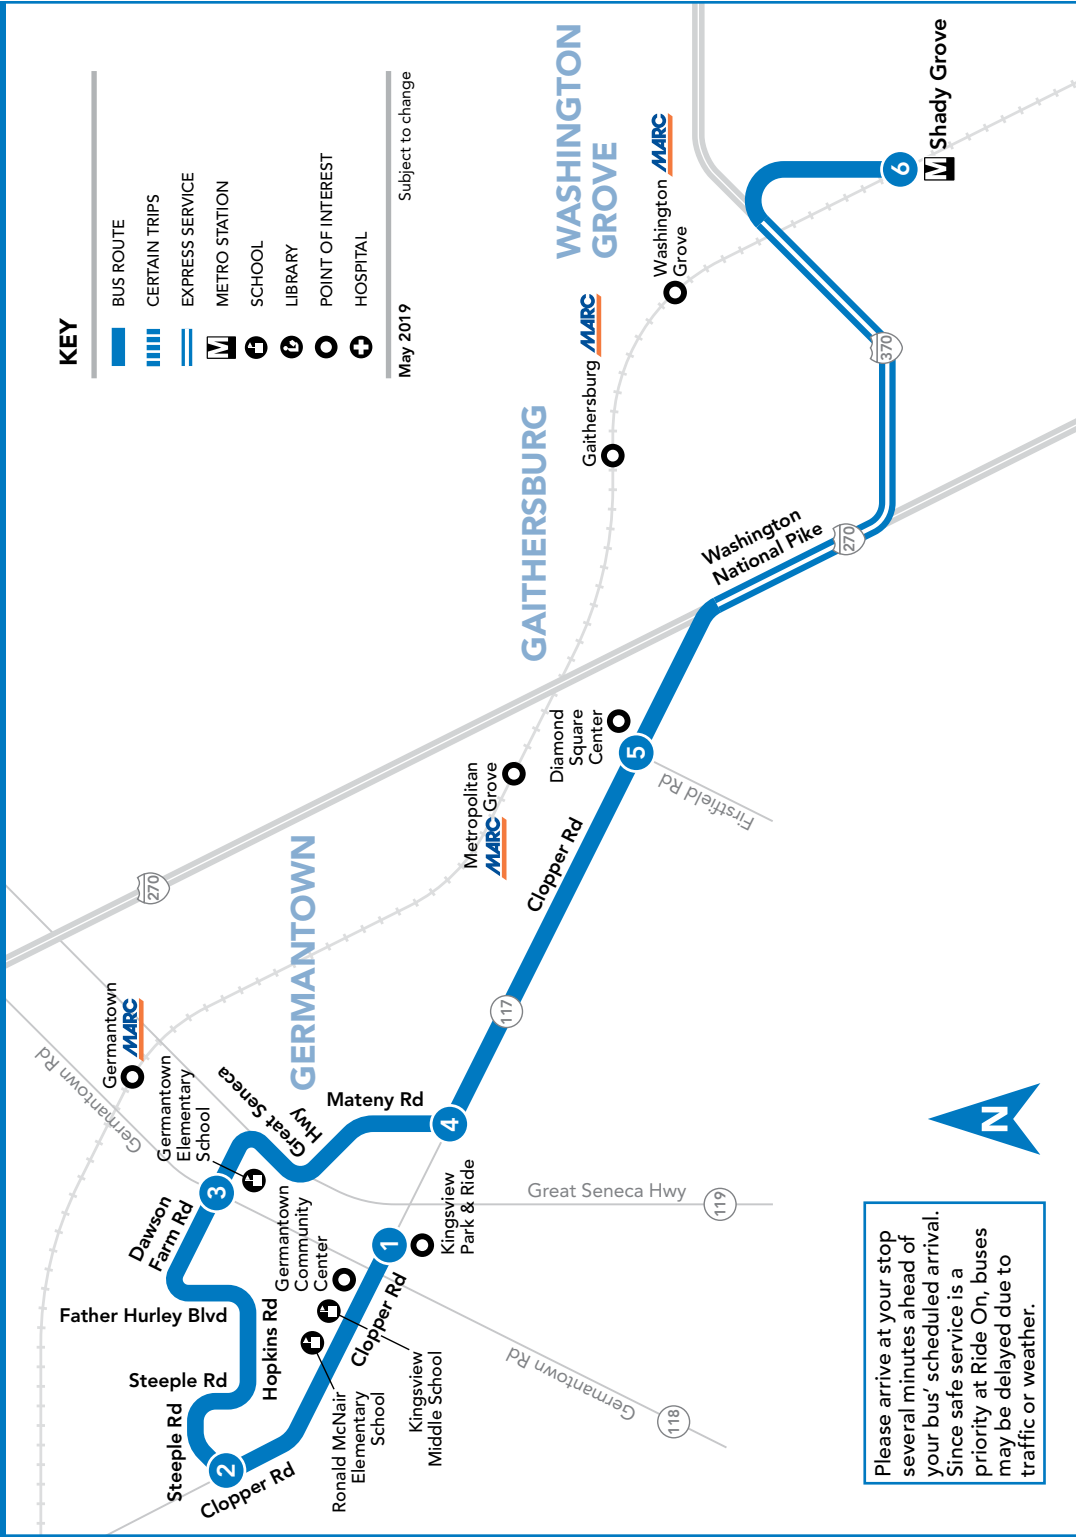 KEY
BUS ROUTE
CERTAIN TRIPS
EXPRESS SERVICE
M
METRO STATION
SCHOOL
LIBRARY
POINT OF INTEREST
HOSPITAL
May 2019
Subject to change
WASHINGTON
GROVE
GAITHERSBURG
GERMANTOWN
Germantown
MARC
Metropolitan
Grove
MARC
Gaithersburg
MARC
Washington
Grove
MARC
270
Germantown Rd
Germantown
Elementary
School
Great Seneca
Hwy
Mateny Rd
Dawson
Farm Rd
Father Hurley Blvd
Hopkins Rd
Steeple Rd
Steeple Rd
Clopper Rd
Clopper Rd
Germantown
Community
Center
Ronald McNair
Elementary
School
Kingsview
Middle School
Kingsview
Park & Ride
Great Seneca Hwy
119
Germantown Rd
118
117
Clopper Rd
Diamond
Square
Center
Firstfield Rd
Washington
National Pike
270
370
1
2
3
4
5
6
M
Shady Grove
N
Please arrive at your stop
several minutes ahead of
your bus’ scheduled arrival.
Since safe service is a
priority at Ride On, buses
may be delayed due to
traffic or weather.